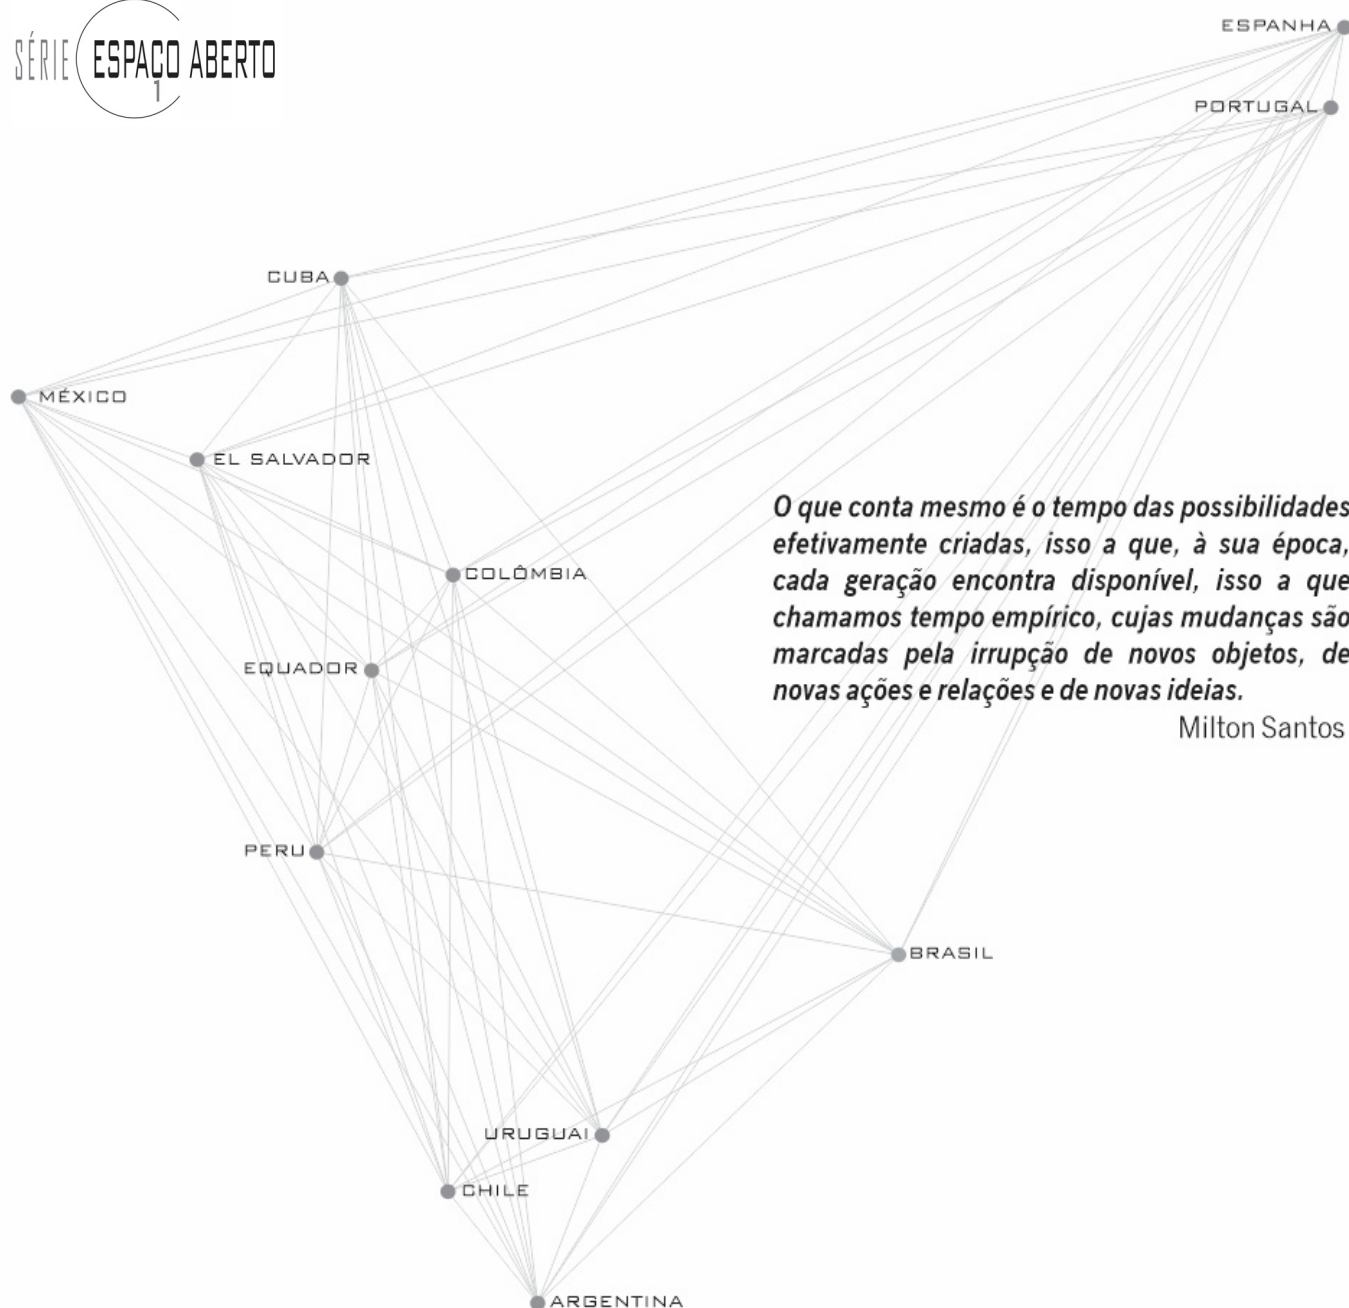 SÉRIE ESPAÇO ABERTO
1
ESPANHA
PORTUGAL
CUBA
MÉXICO
EL SALVADOR
O que conta mesmo é o tempo das possibilidades
efetivamente criadas, isso a que, à sua época,
cada geração encontra disponível, isso a que
chamamos tempo empírico, cujas mudanças são
marcadas pela irrupção de novos objetos, de
novas ações e relações e de novas ideias.
Milton Santos
COLÔMBIA
EQUADOR
PERU
BRASIL
URUGUAI
CHILE
ARGENTINA